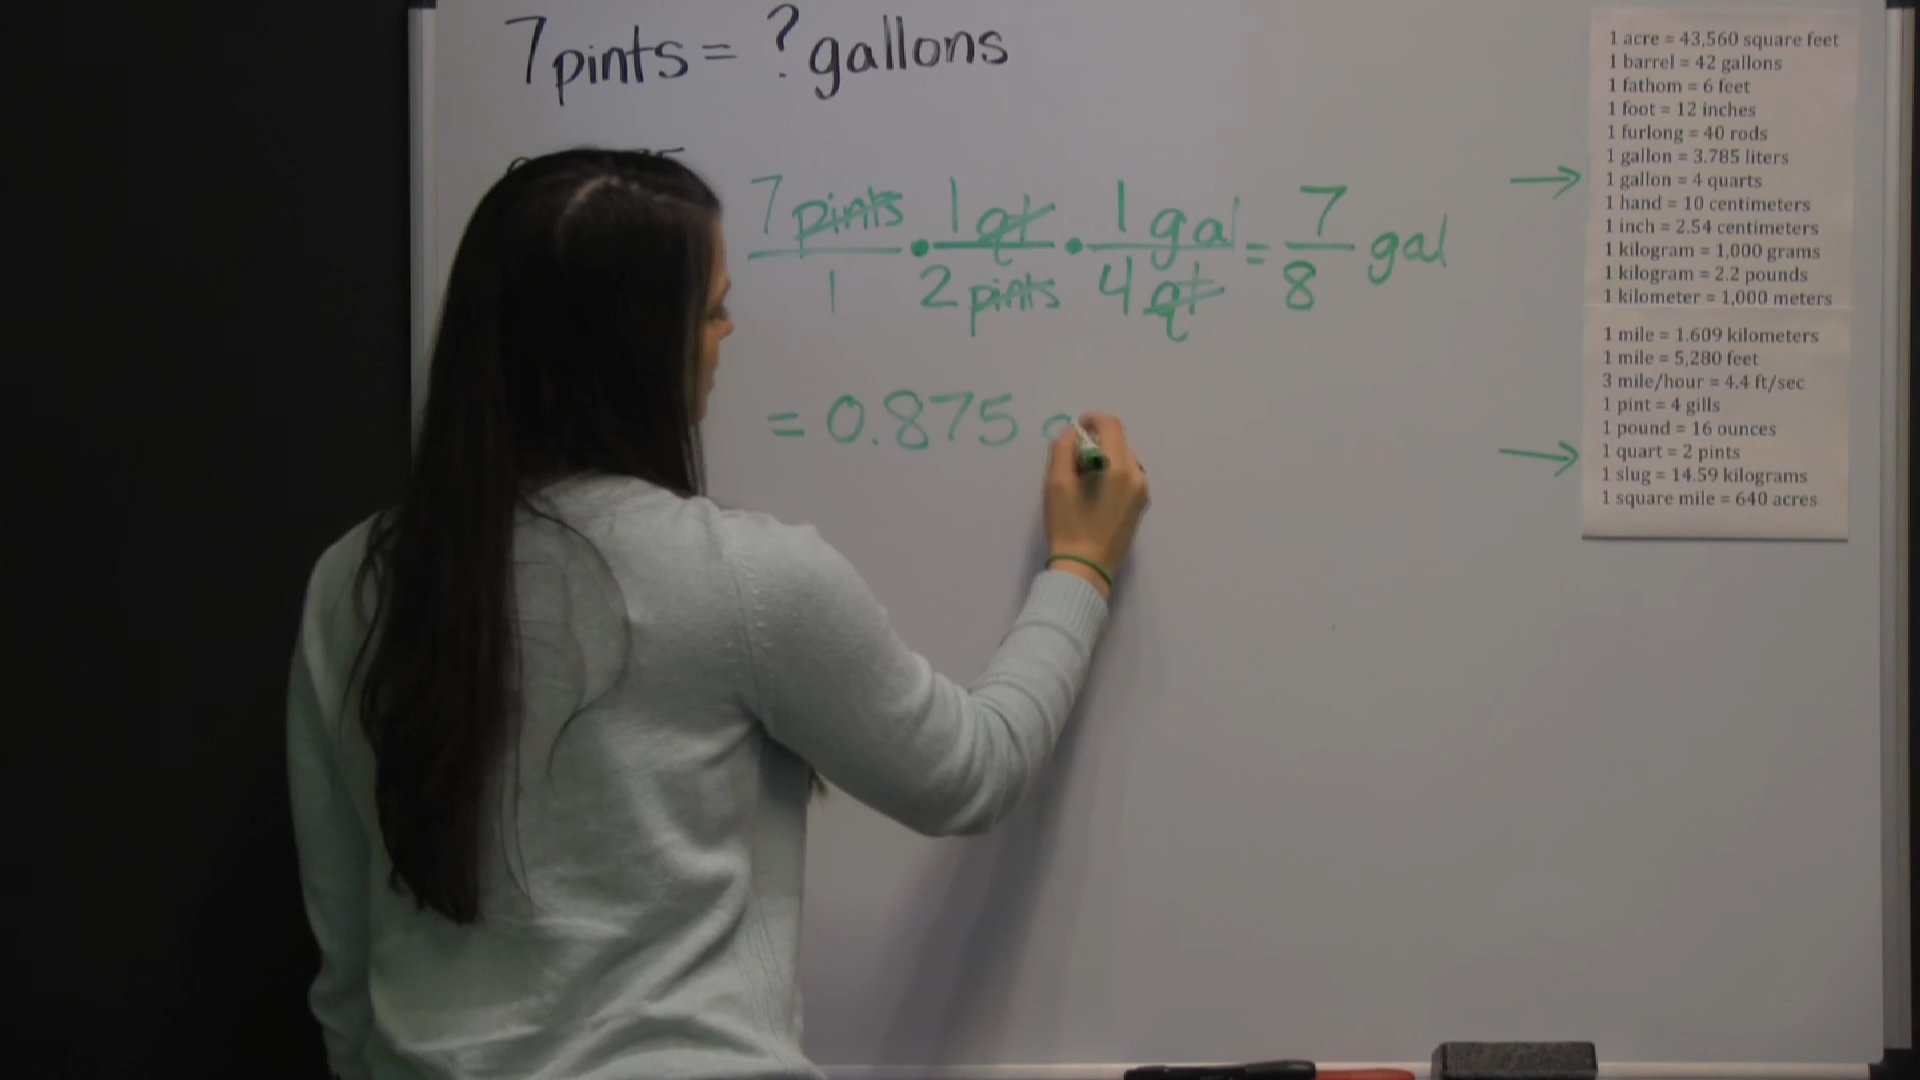 7 pints = ? gallons
7 pints / 1 • 1 qt / 2 pints • 1 gal / 4 qt = 7 / 8 gal
= 0.875
1 acre = 43,560 square feet
1 barrel = 42 gallons
1 fathom = 6 feet
1 foot = 12 inches
1 furlong = 40 rods
1 gallon = 3.785 liters
→ 1 gallon = 4 quarts
1 hand = 10 centimeters
1 inch = 2.54 centimeters
1 kilogram = 1,000 grams
1 kilogram = 2.2 pounds
1 kilometer = 1,000 meters
1 mile = 1.609 kilometers
1 mile = 5,280 feet
3 mile/hour = 4.4 ft/sec
1 pint = 4 gills
1 pound = 16 ounces
→ 1 quart = 2 pints
1 slug = 14.59 kilograms
1 square mile = 640 acres